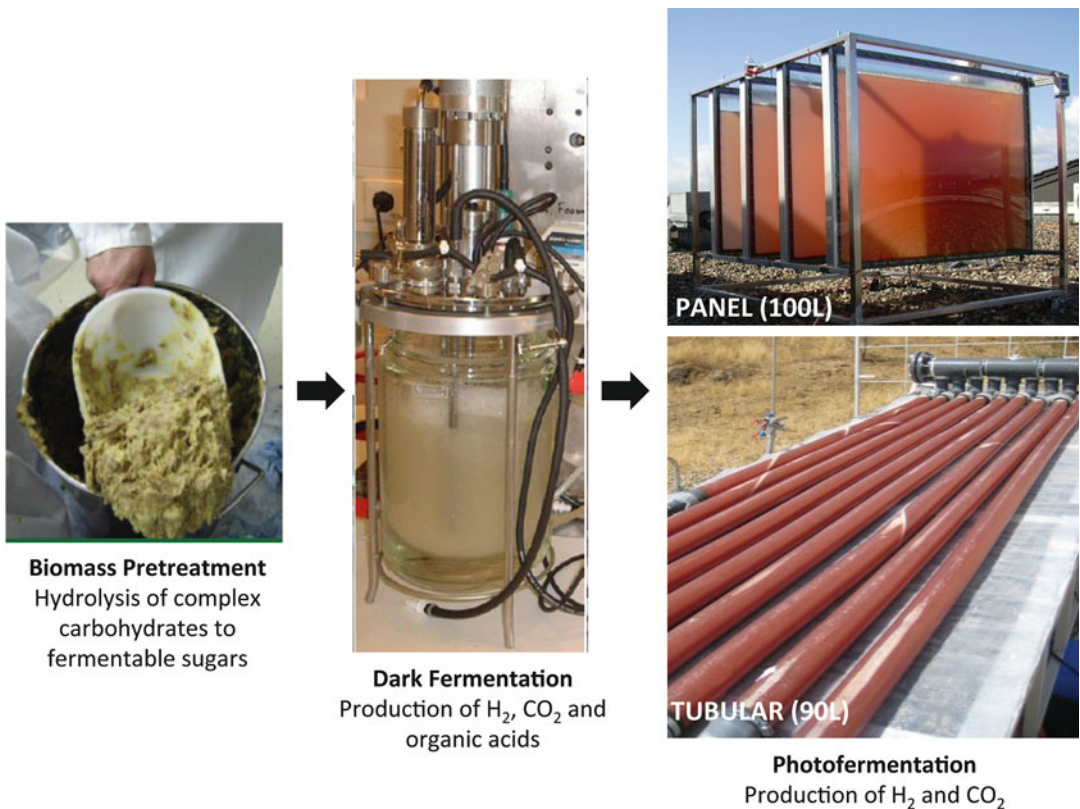 Biomass Pretreatment
Hydrolysis of complex
carbohydrates to
fermentable sugars
Foam
Dark Fermentation
Production of H₂, CO₂ and
organic acids
PANEL (100L)
TUBULAR (90L)
Photofermentation
Production of H₂ and CO₂